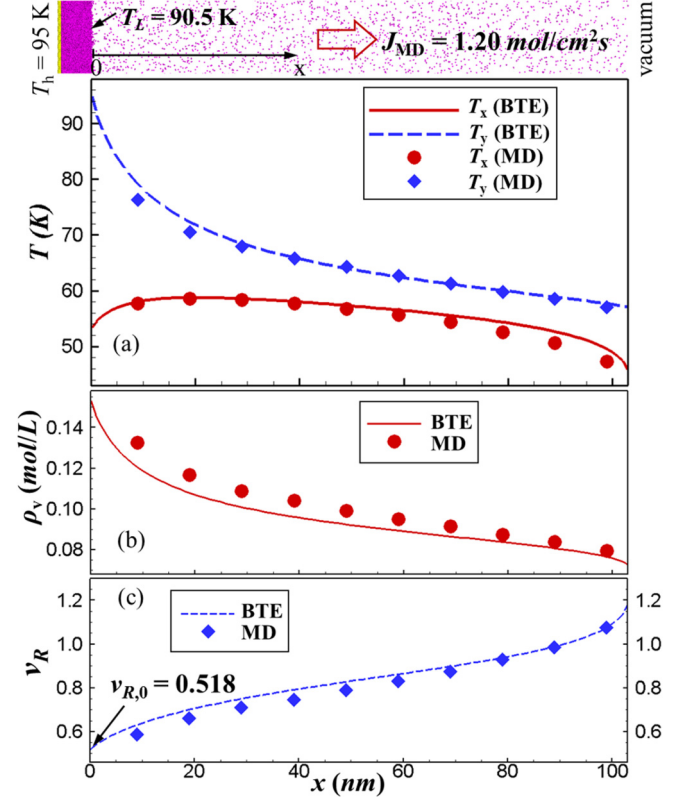 T_h = 95 K
T_L = 90.5 K
0
x
J_MD = 1.20 mol/cm²s
vacuum
T (K)
90
80
70
60
50
T_x (BTE)
T_y (BTE)
T_x (MD)
T_y (MD)
(a)
ρ_v (mol/L)
0.14
0.12
0.10
0.08
BTE
MD
(b)
v_R
1.2
1.0
0.8
0.6
(c)
BTE
MD
v_R,0 = 0.518
1.2
1.0
0.8
0.6
0
20
40
60
80
100
x (nm)